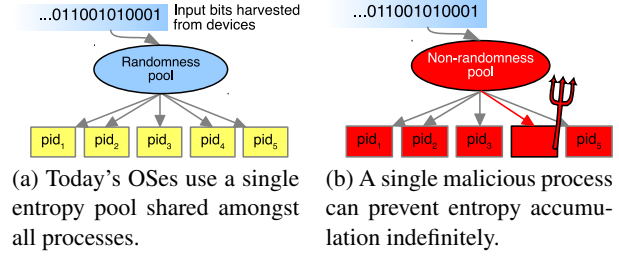 ...011001010001
Input bits harvested
from devices
Randomness
pool
pid1 pid2 pid3 pid4 pid5
(a) Today's OSes use a single
entropy pool shared amongst
all processes.
...011001010001
Non-randomness
pool
pid1 pid2 pid3 pid5
(b) A single malicious process
can prevent entropy accumu-
lation indefinitely.